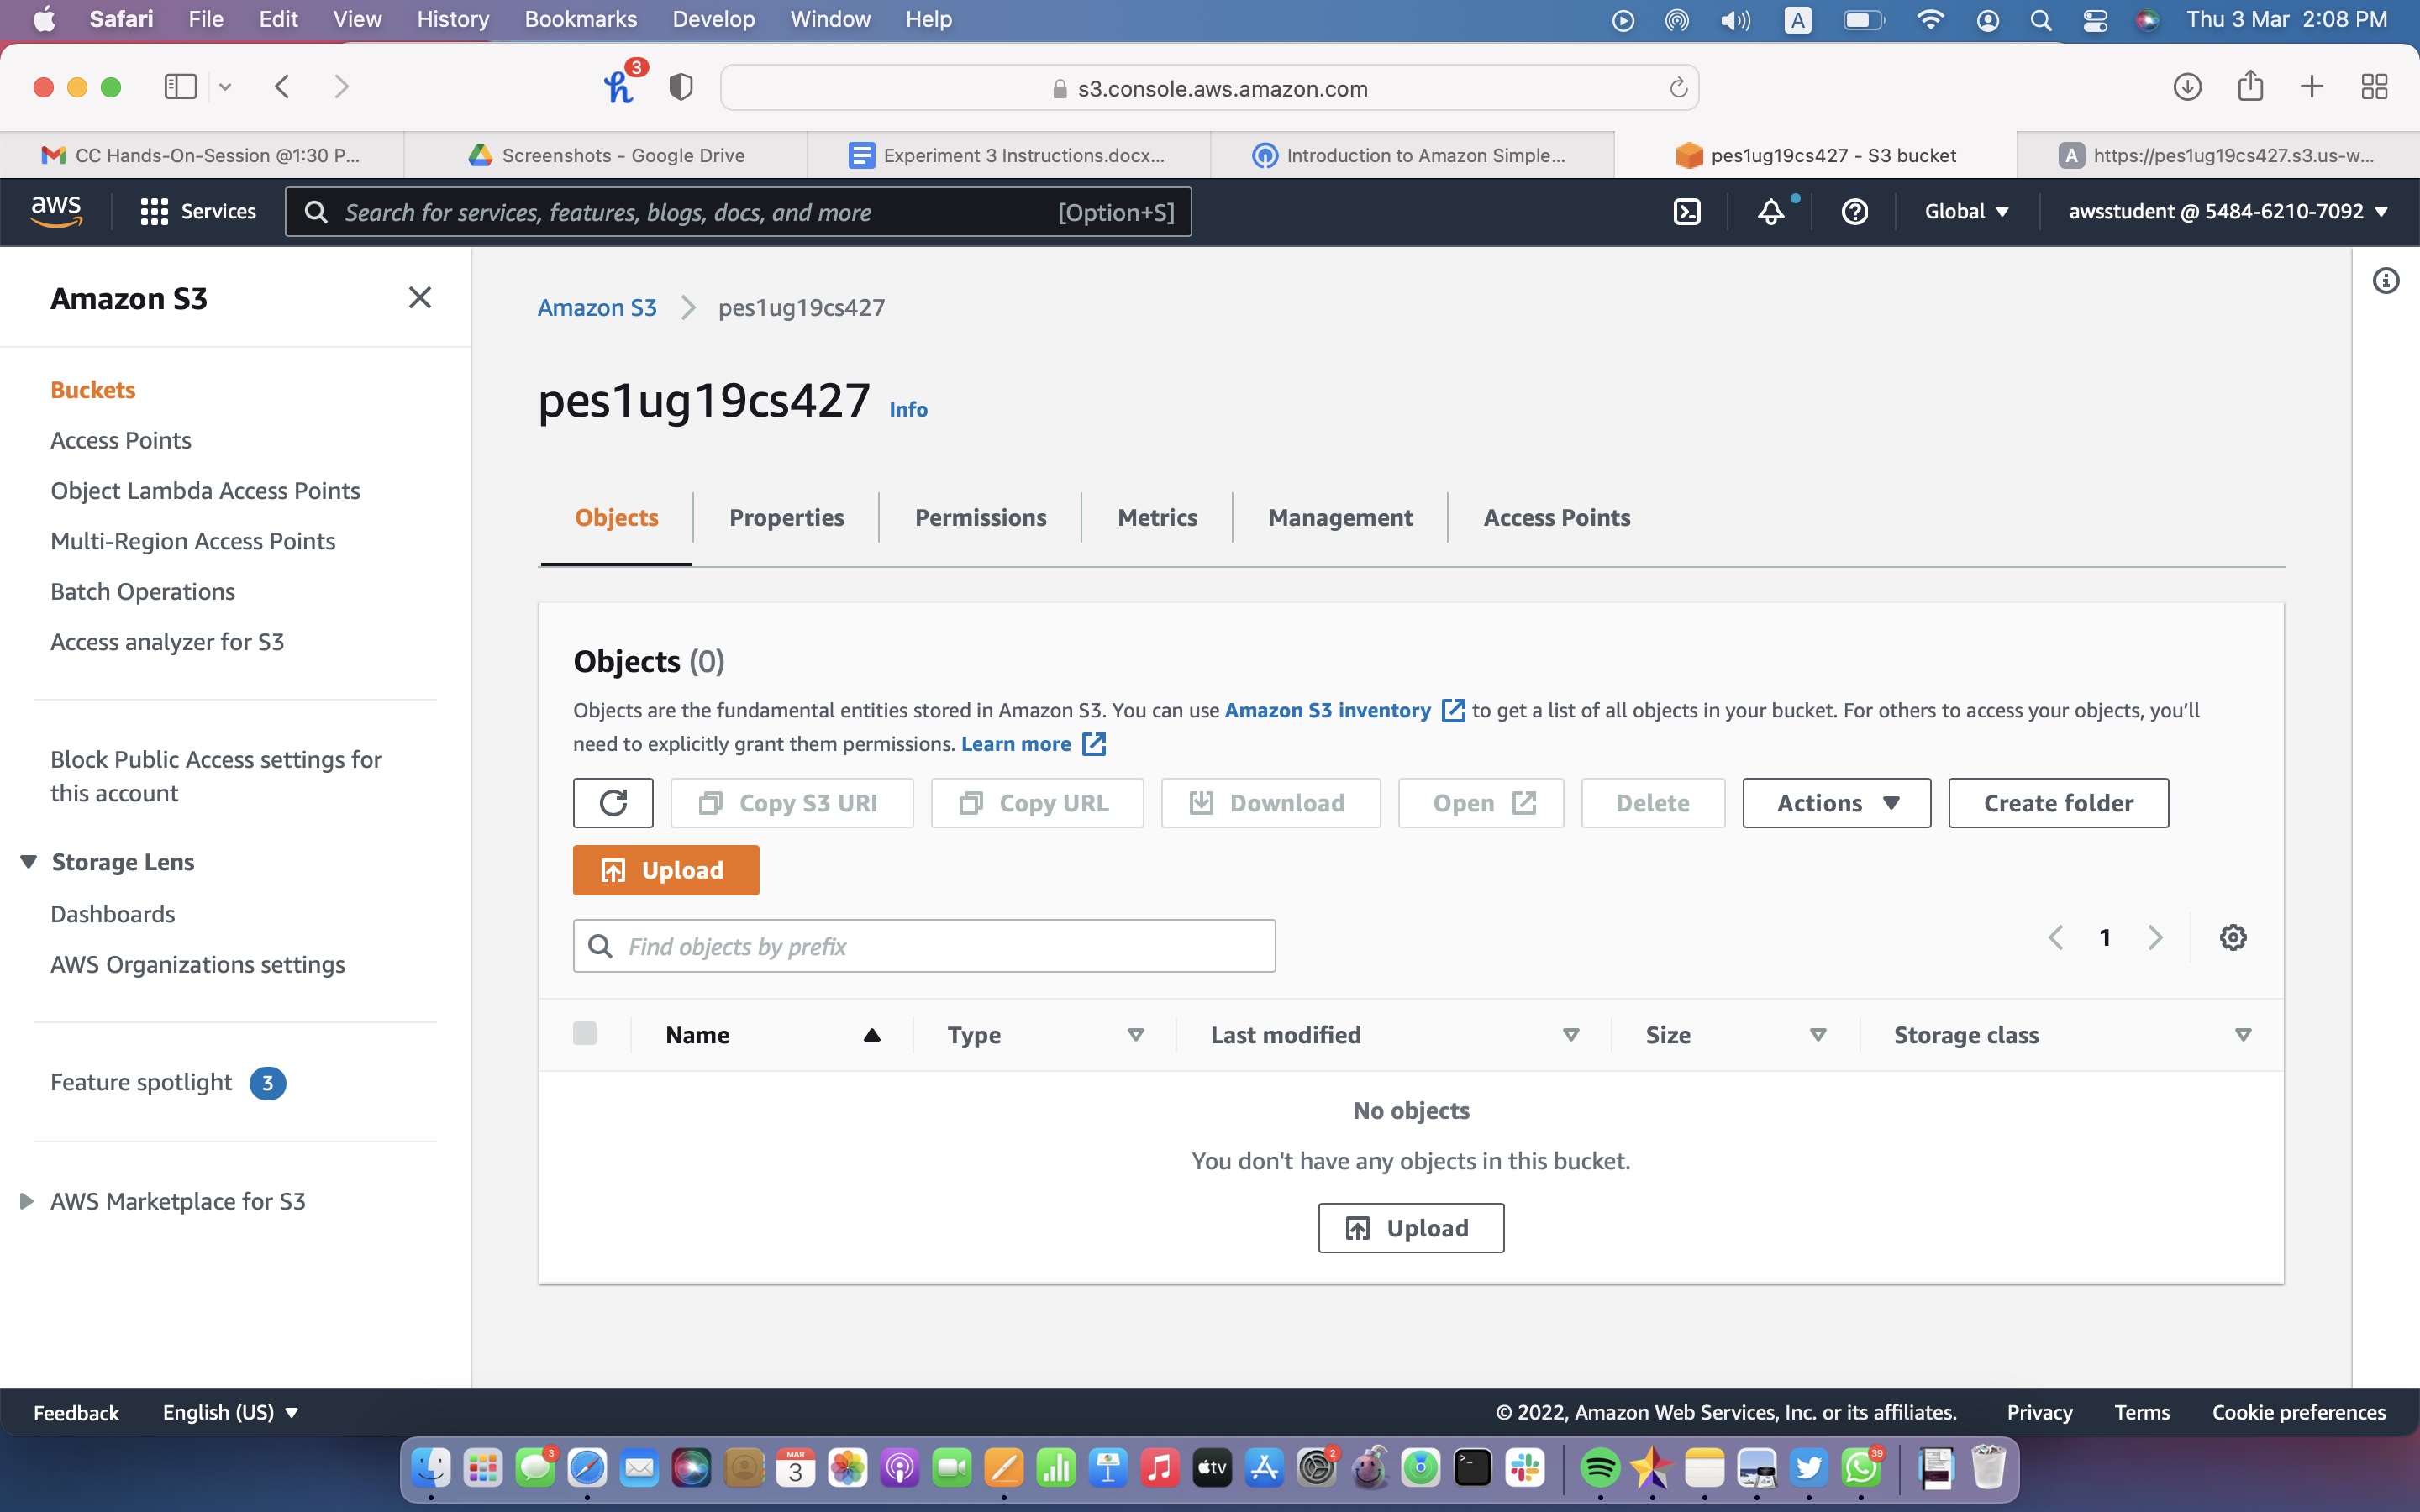 Safari File Edit View History Bookmarks Develop Window Help A Thu 3 Mar 2:08 PM
3
s3.console.aws.amazon.com
CC Hands-On-Session @1:30 P...
Screenshots - Google Drive
Experiment 3 Instructions.docx...
Introduction to Amazon Simple...
pes1ug19cs427 - S3 bucket
A https://pes1ug19cs427.s3.us-w...
aws Services Search for services, features, blogs, docs, and more [Option+S] Global awsstudent @ 5484-6210-7092
Amazon S3
Buckets
Access Points
Object Lambda Access Points
Multi-Region Access Points
Batch Operations
Access analyzer for S3
Block Public Access settings for
this account
Storage Lens
Dashboards
AWS Organizations settings
Feature spotlight 3
AWS Marketplace for S3
Amazon S3 pes1ug19cs427
pes1ug19cs427 Info
Objects Properties Permissions Metrics Management Access Points
Objects (0)
Objects are the fundamental entities stored in Amazon S3. You can use Amazon S3 inventory to get a list of all objects in your bucket. For others to access your objects, you'll
need to explicitly grant them permissions. Learn more
Copy S3 URI Copy URL Download Open Delete Actions Create folder
Upload
Find objects by prefix 1
Name Type Last modified Size Storage class
No objects
You don't have any objects in this bucket.
Upload
Feedback English (US) © 2022, Amazon Web Services, Inc. or its affiliates. Privacy Terms Cookie preferences
3 MAR 3 tv 2 39